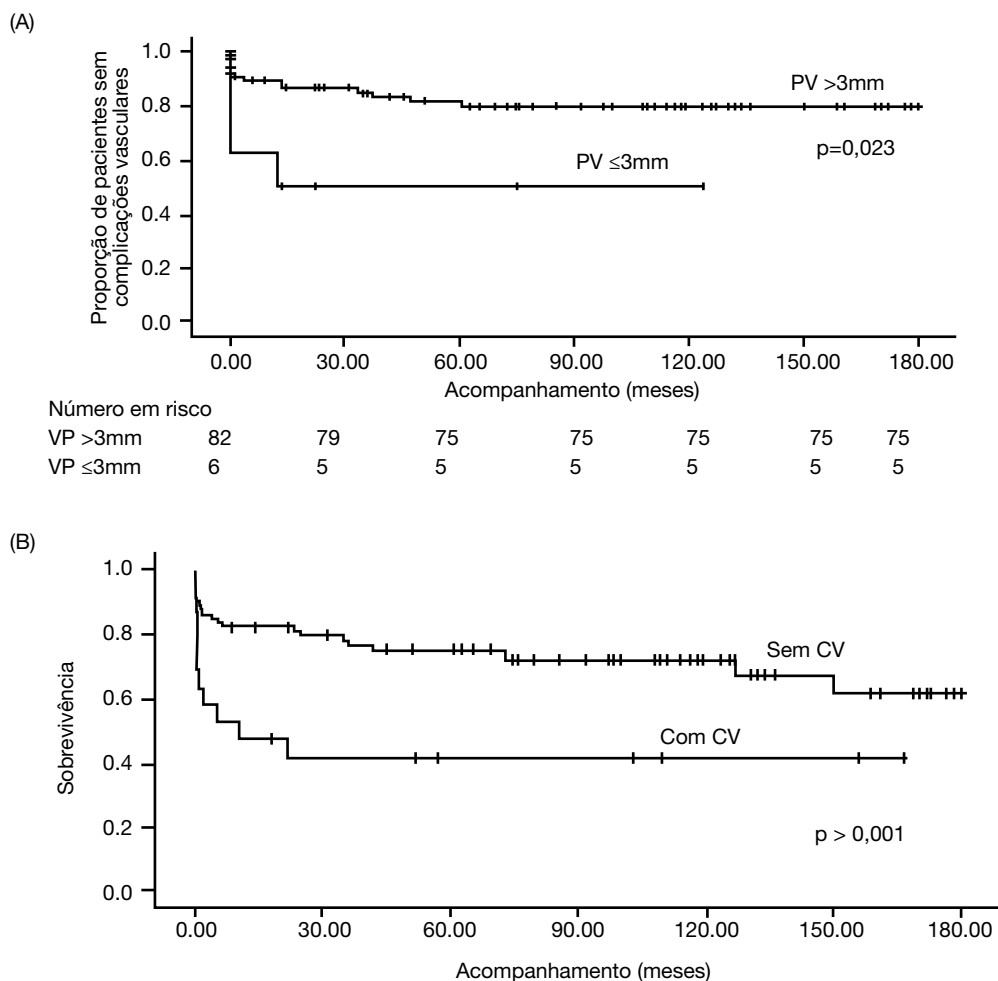 (A)
1.0
0.8
0.6
0.4
0.2
0.0
Proporção de pacientes sem
complicações vasculares
PV >3mm
p=0,023
PV ≤3mm
0.00 30.00 60.00 90.00 120.00 150.00 180.00
Acompanhamento (meses)
Número em risco
VP >3mm 82 79 75 75 75 75 75
VP ≤3mm 6 5 5 5 5 5 5
(B)
1.0
0.8
0.6
0.4
0.2
0.0
Sobrevivência
Sem CV
Com CV
p > 0,001
0.00 30.00 60.00 90.00 120.00 150.00 180.00
Acompanhamento (meses)